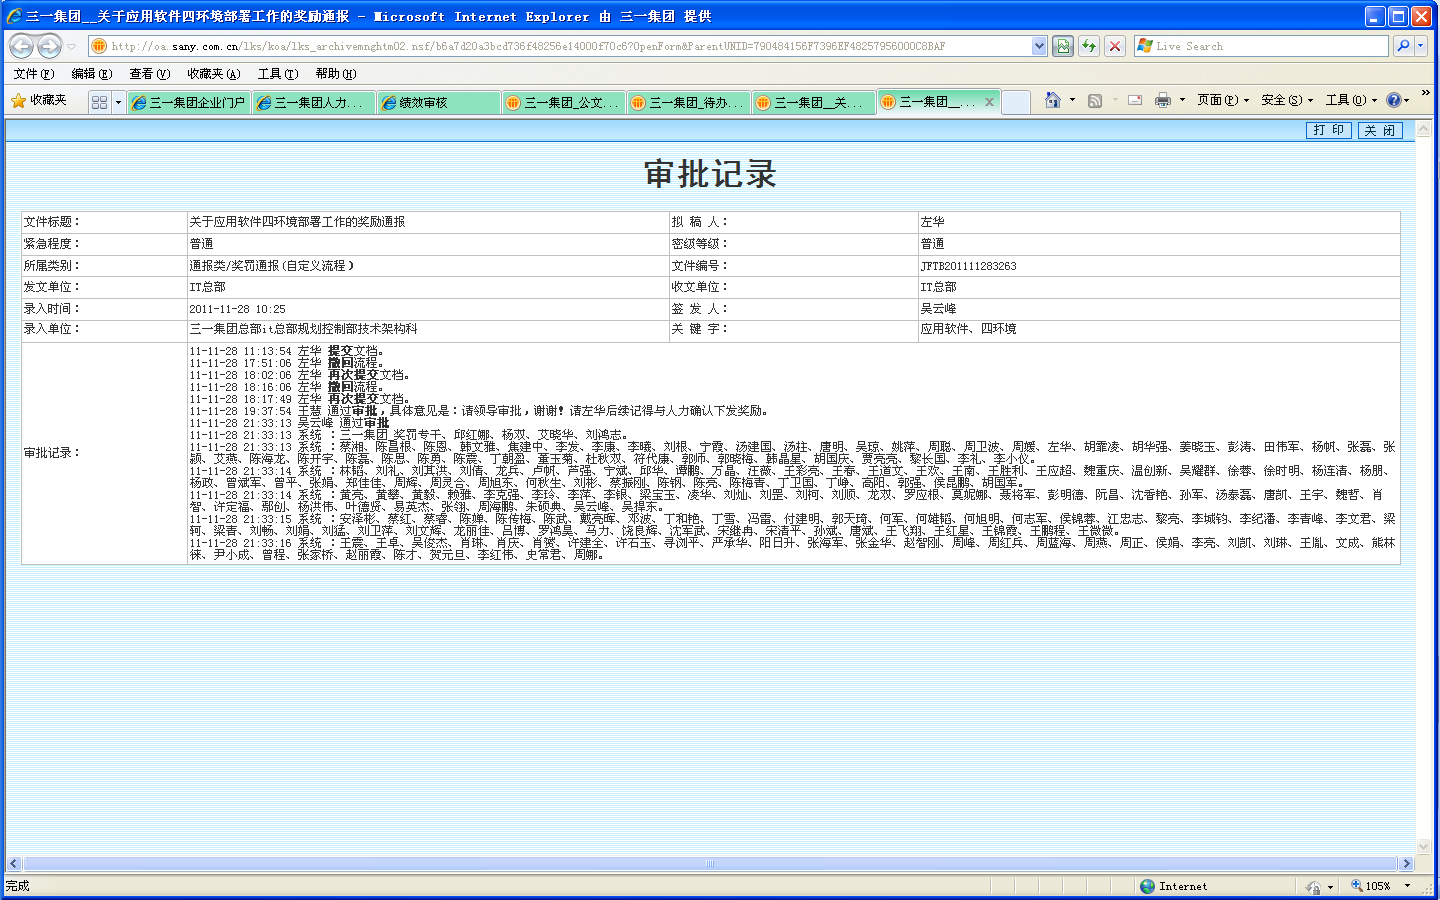 三一集团__关于应用软件四环境部署工作的奖励通报 - Microsoft Internet Explorer 由 三一集团 提供
http://oa.sany.com.cn/lks/koa/lks_archivemnghtm02.nsf/b6a7d20a3bcd736f48256e14000f70c6?OpenForm&ParentUNID=790484156F7396EF48257956000C8BAF
Live Search
文件(F) 编辑(E) 查看(V) 收藏夹(A) 工具(T) 帮助(H)
收藏夹 三一集团企业门户 三一集团人力... 绩效审核 三一集团_公文... 三一集团_待办... 三一集团__关... 三一集团__... 页面(P) 安全(S) 工具(O)
打 印 关 闭
审批记录
文件标题： 关于应用软件四环境部署工作的奖励通报 拟 稿 人： 左华
紧急程度： 普通 密级等级： 普通
所属类别： 通报类/奖罚通报(自定义流程) 文件编号： JFTB201111283263
发文单位： IT总部 收文单位： IT总部
录入时间： 2011-11-28 10:25 签 发 人： 吴云峰
录入单位： 三一集团总部it总部规划控制部技术架构科 关 键 字： 应用软件、四环境
审批记录：
11-11-28 11:13:54 左华 提交文档。
11-11-28 17:51:06 左华 撤回流程。
11-11-28 18:02:06 左华 再次提交文档。
11-11-28 18:16:06 左华 撤回流程。
11-11-28 18:17:49 左华 再次提交文档。
11-11-28 19:37:54 王慧 通过审批，具体意见是：请领导审批，谢谢！请左华后续记得与人力确认下发奖励。
11-11-28 21:33:13 吴云峰 通过审批
11-11-28 21:33:13 系统 ：三一集团_奖罚专干、邱红娜、杨双、艾晓华、刘鸿志。
11-11-28 21:33:13 系统 ：蔡湘、陈昌根、陈恩、韩文雅、焦建中、李发、李康、李曦、刘根、宁霞、汤建国、汤柱、唐明、吴琼、姚萍、周聪、周卫波、周媛、左华、胡霏凌、胡华强、姜晓玉、彭涛、田伟军、杨帆、张磊、张
颖、艾燕、陈海龙、陈开宇、陈磊、陈思、陈勇、陈震、丁朝盈、董玉菊、杜秋双、符代康、郭帅、郭晓梅、韩晶星、胡国庆、贾亮亮、黎长国、李礼、李小仪。
11-11-28 21:33:14 系统 ：林韬、刘礼、刘其洪、刘倩、龙兵、卢帆、芦强、宁斌、邱华、谭鹏、万晶、汪薇、王彩亮、王春、王道文、王欢、王南、王胜利、王应超、魏重庆、温创新、吴耀群、徐蓉、徐时明、杨连清、杨朋、
杨政、曾斌军、曾平、张娟、郑佳佳、周辉、周灵合、周旭东、何秋生、刘彬、蔡振刚、陈钢、陈亮、陈梅青、丁卫国、丁峥、高阳、郭强、侯昆鹏、胡国军。
11-11-28 21:33:14 系统 ：黄亮、黄攀、黄毅、赖雅、李克强、李玲、李萍、李银、梁宝玉、凌华、刘灿、刘罡、刘柯、刘顺、龙双、罗应根、莫妮娜、聂将军、彭明德、阮昌、沈香艳、孙军、汤泰磊、唐凯、王宇、魏哲、肖
智、许定福、鄢创、杨洪伟、叶德贤、易英杰、张翎、周海鹏、朱硕典、吴云峰、吴择东。
11-11-28 21:33:15 系统 ：安泽彬、蔡红、蔡睿、陈婵、陈传梅、陈武、戴亮晖、邓波、丁和艳、丁雪、冯雷、付建明、郭天琦、何军、何雄韬、何旭明、何志军、侯锦蓉、江忠志、黎亮、李城钧、李纪潘、李青峰、李文君、梁
轲、梁青、刘畅、刘娟、刘猛、刘卫萍、刘文辉、龙丽佳、吕博、罗鸿昊、马力、饶良辉、沈军武、宋继冉、宋清平、孙斌、唐斌、王飞翔、王红星、王锦霞、王鹏程、王微微。
11-11-28 21:33:16 系统 ：王震、王卓、吴俊杰、肖琳、肖庆、肖赟、许建全、许石玉、寻浏平、严承华、阳日升、张海军、张金华、赵智刚、周峰、周红兵、周蓝海、周燕、周正、侯娟、李亮、刘凯、刘琳、王胤、文成、熊林
徕、尹小成、曾程、张家桥、赵丽霞、陈才、贺元旦、李红伟、史常君、周娜。
完成 Internet 105%